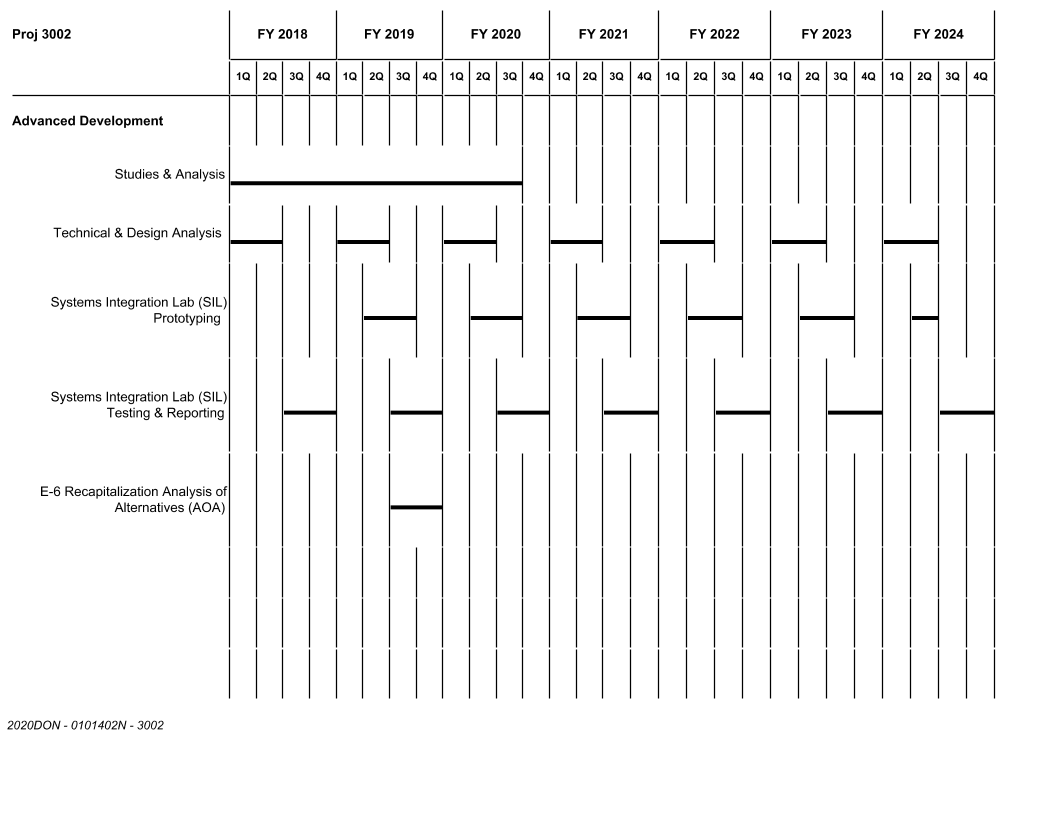 Proj 3002 FY 2018 FY 2019 FY 2020 FY 2021 FY 2022 FY 2023 FY 2024
1Q 2Q 3Q 4Q 1Q 2Q 3Q 4Q 1Q 2Q 3Q 4Q 1Q 2Q 3Q 4Q 1Q 2Q 3Q 4Q 1Q 2Q 3Q 4Q 1Q 2Q 3Q 4Q
Advanced Development
Studies & Analysis
Technical & Design Analysis
Systems Integration Lab (SIL)
Prototyping
Systems Integration Lab (SIL)
Testing & Reporting
E-6 Recapitalization Analysis of
Alternatives (AOA)
2020DON - 0101402N - 3002